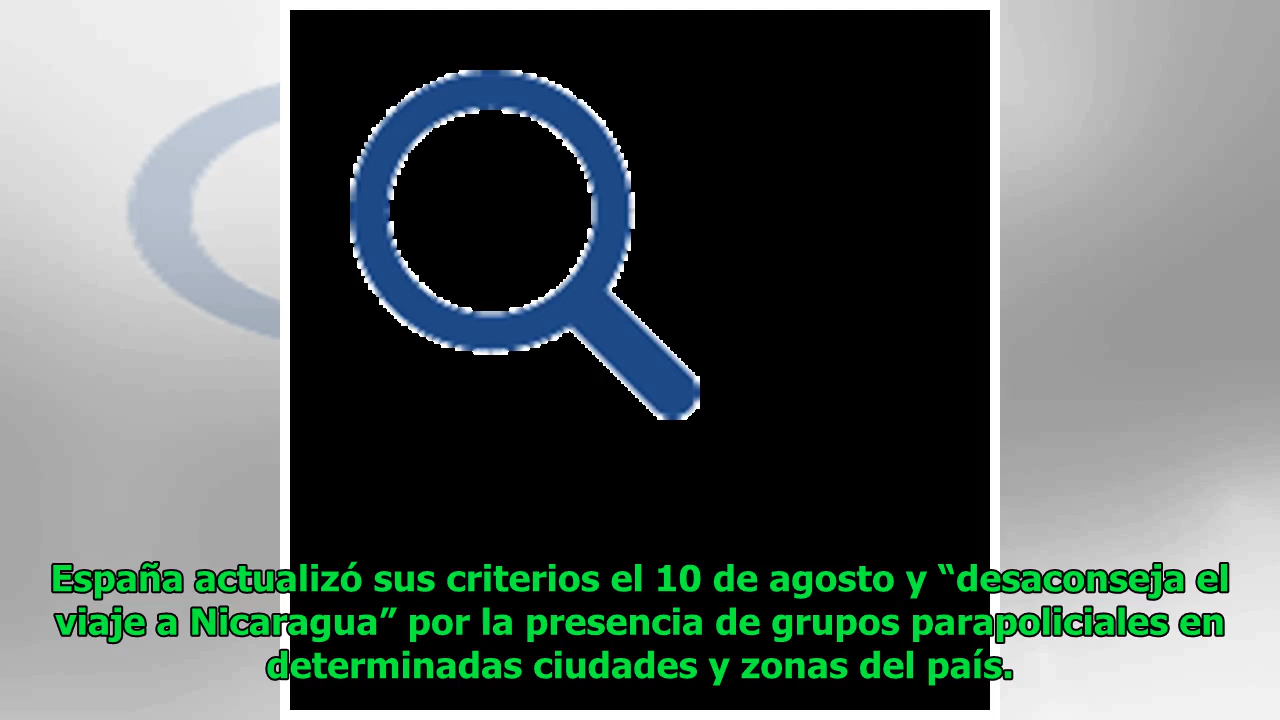 España actualizó sus criterios el 10 de agosto y “desaconseja el
viaje a Nicaragua” por la presencia de grupos parapoliciales en
determinadas ciudades y zonas del país.